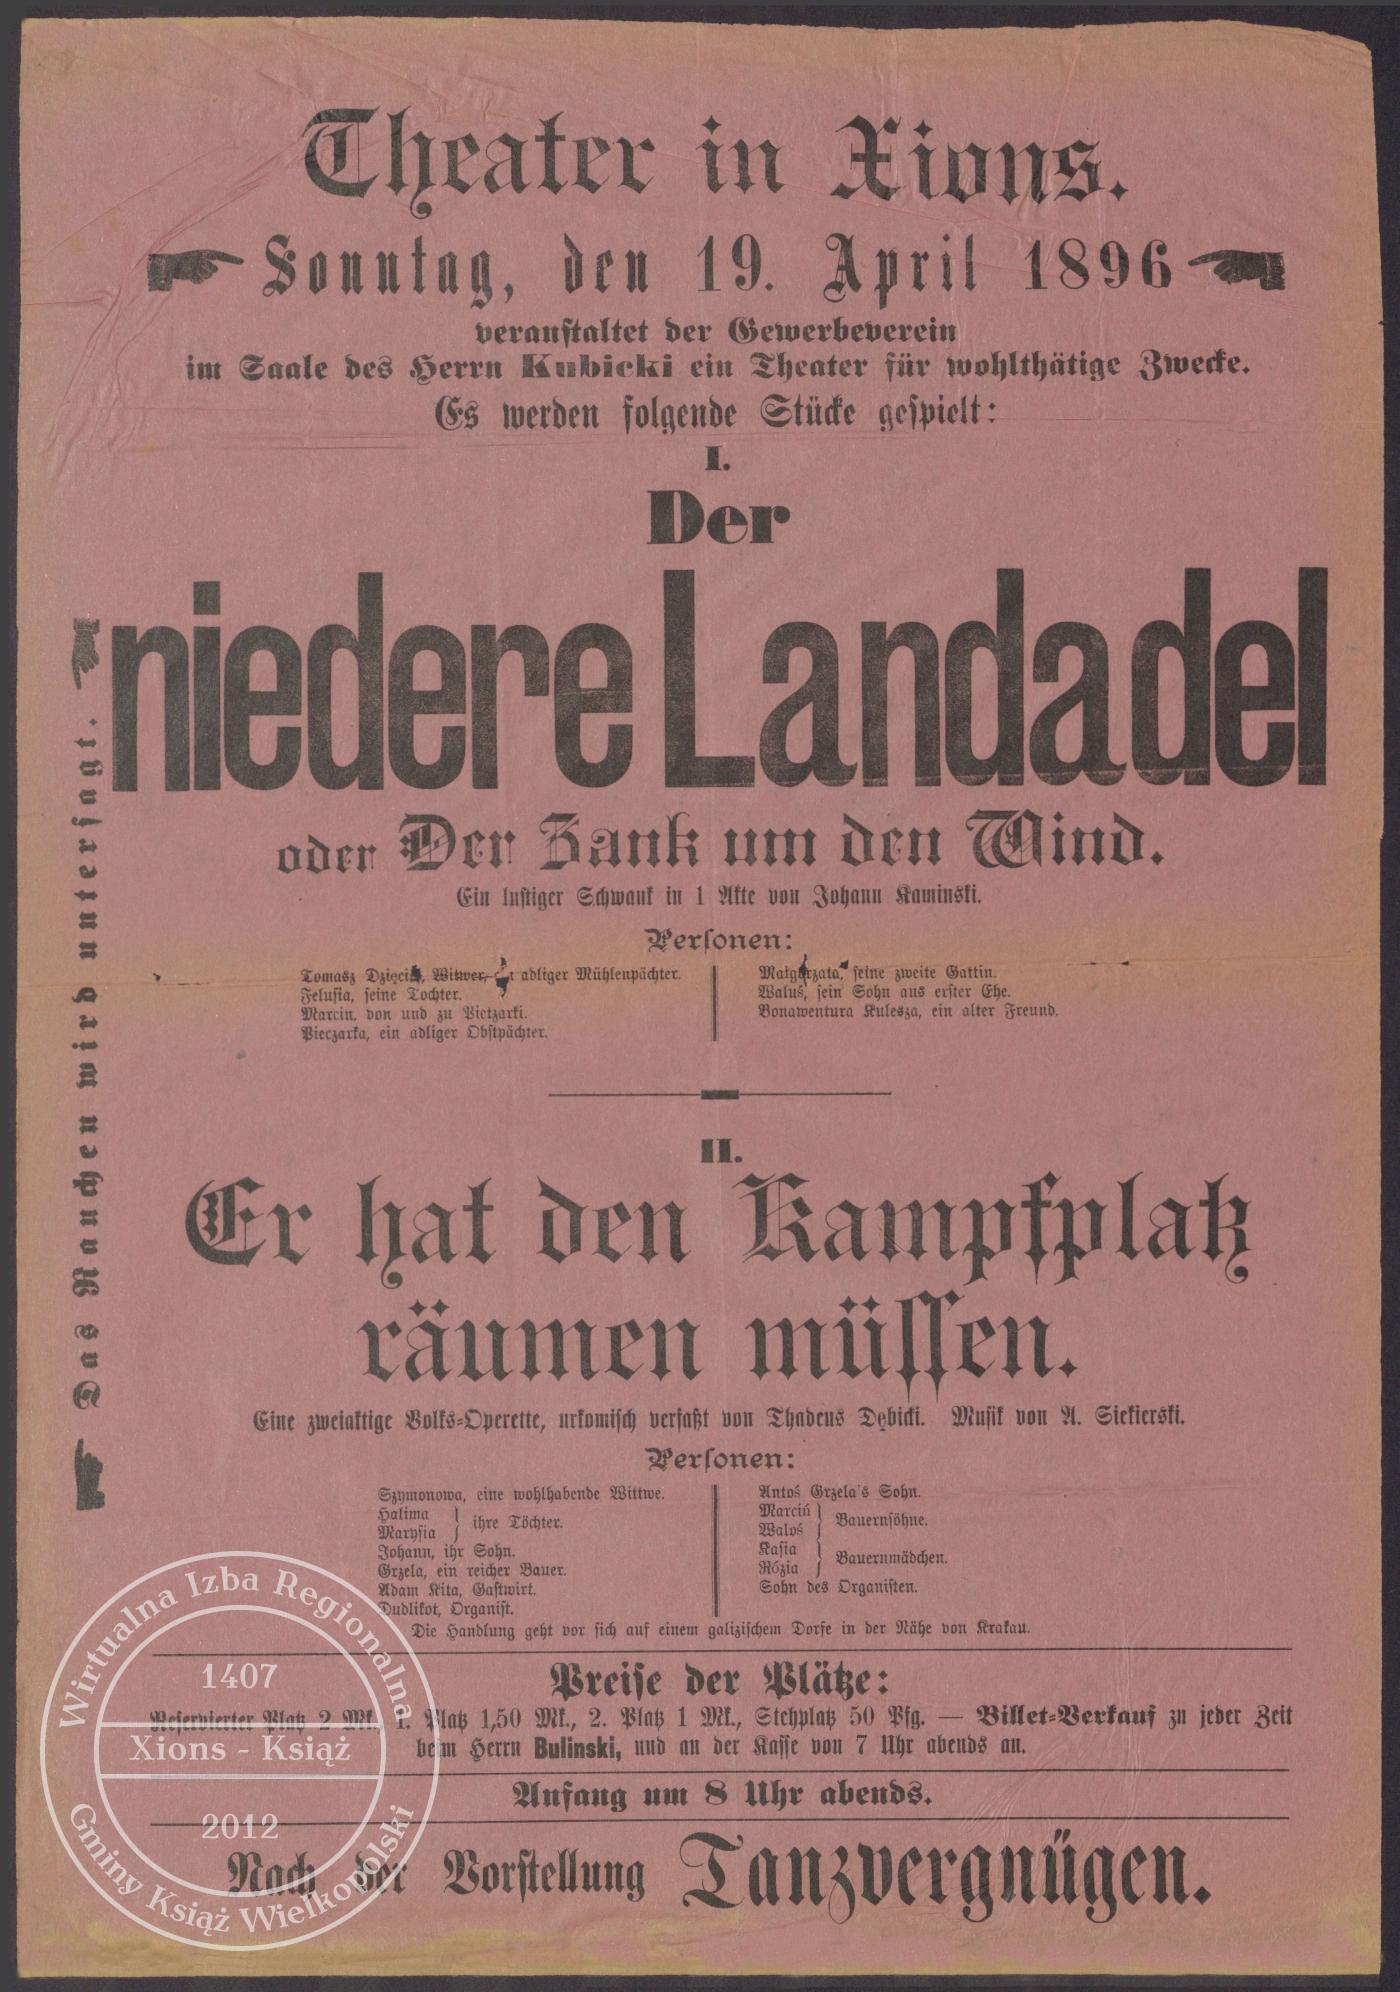 Theater in Xions.
Sonntag, den 19. April 1896
veranstaltet der Gewerbeverein
im Saale des Herrn Kubicki ein Theater für wohlthätige Zwecke.
Es werden folgende Stücke gespielt:
I.
Der
niedere Landadel
oder Der Zank um den Wind.
Ein lustiger Schwank in 1 Akte von Johann Kaminski.
Personen:
Tomasz Witwer, adliger Mühlenpächter.
Felusia, seine Tochter.
Marcin, von und zu Pietzarki.
Pieczarka, ein adliger Obstpächter.
Małgorzata, seine zweite Gattin.
Waluś, sein Sohn aus erster Ehe.
Bonawentura Kulesza, ein alter Freund.
II.
Er hat den Kampfplatz
räumen müssen.
Eine zweiaktige Volks-Operette, urkomisch verfaßt von Thadeus Dębicki. Musik von A. Siekierski.
Personen:
Szymonowa, eine wohlhabende Wittwe.
Halima
Marysia } ihre Töchter.
Johann, ihr Sohn.
Grzela, ein reicher Bauer.
Adam Kita, Gastwirt.
Dudlikot, Organist.
Antoś Grzela's Sohn.
Marciń
Waloś } Bauernsöhne.
Kasia
Rózia } Bauernmädchen.
Sohn des Organisten.
Die Handlung geht vor sich auf einem galizischem Dorfe in der Nähe von Krakau.
Preise der Plätze:
Reservierter Platz 2 Mk. 1. Platz 1,50 Mk., 2. Platz 1 Mk., Stehplatz 50 Pfg. — Billet-Verkauf zu jeder Zeit
beim Herrn Bulinski, und an der Kasse von 7 Uhr abends an.
Anfang um 8 Uhr abends.
Nach der Vorstellung Tanzvergnügen.
Das Rauchen wird untersagt.
Wirtualna Izba Regionalna
1407
Xions - Książ
2012
Gminy Książ Wielkopolski